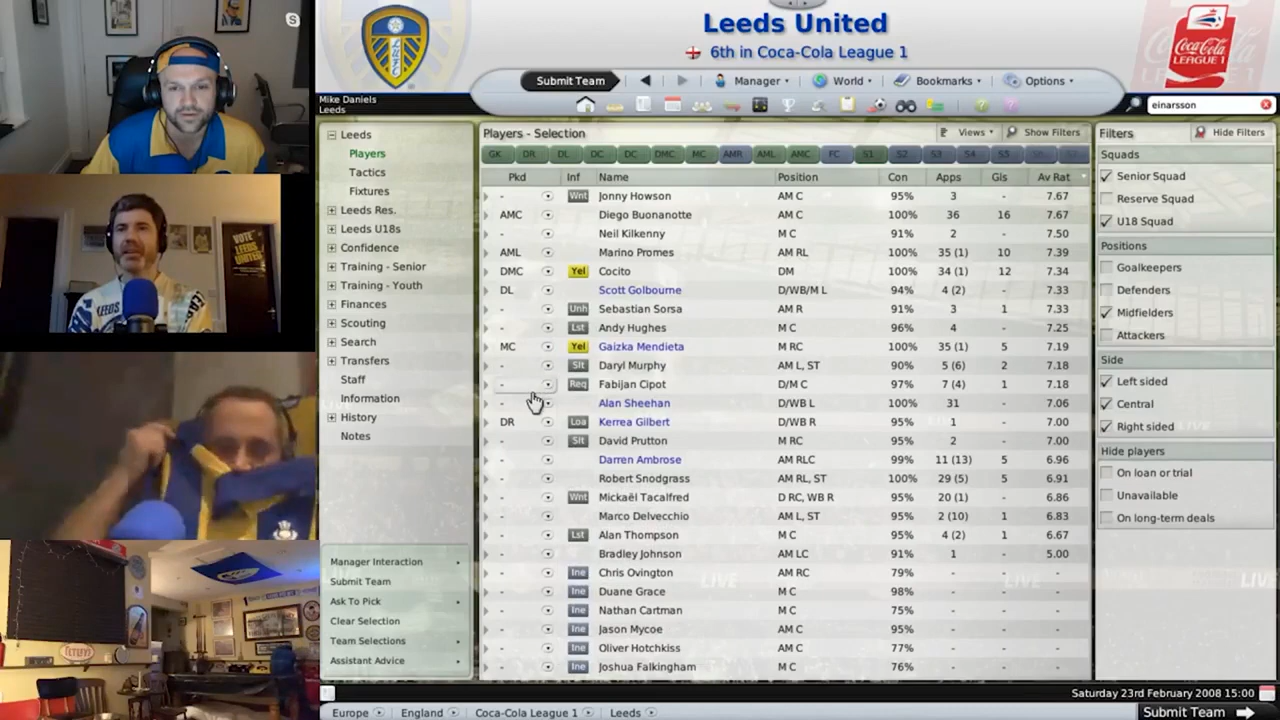 Leeds United
6th in Coca-Cola League 1
Submit Team
Manager
World
Bookmarks
Options
Mike Daniels
Leeds
einarsson
Leeds
Players
Tactics
Fixtures
Leeds Res.
Leeds U18s
Confidence
Training - Senior
Training - Youth
Finances
Scouting
Search
Transfers
Staff
Information
History
Notes
Manager Interaction
Submit Team
Ask To Pick
Clear Selection
Team Selections
Assistant Advice
Players - Selection
Views
Show Filters
GK DR DL DC DC DMC MC AMR AML AMC FC S1 S2 S3 S4 S5
Pkd Inf Name Position Con Apps Gls Av Rat
- Wnt Jonny Howson AM C 95% 3 - 7.67
AMC Diego Buonanotte AM C 100% 36 16 7.67
- Neil Kilkenny M C 91% 2 - 7.50
AML Marino Promes AM RL 100% 35 (1) 10 7.39
DMC Yel Cocito DM 100% 34 (1) 12 7.34
DL Scott Golbourne D/WB/M L 94% 4 (2) - 7.33
- Unh Sebastian Sorsa AM R 91% 3 1 7.33
- Lst Andy Hughes M C 96% 4 - 7.25
MC Yel Gaizka Mendieta M RC 100% 35 (1) 5 7.19
- Slt Daryl Murphy AM L, ST 90% 5 (6) 2 7.18
- Req Fabijan Cipot D/M C 97% 7 (4) 1 7.18
- Alan Sheehan D/WB L 100% 31 - 7.06
DR Loa Kerrea Gilbert D/WB R 95% 1 - 7.00
- Slt David Prutton M RC 95% 2 - 7.00
- Darren Ambrose AM RLC 99% 11 (13) 5 6.96
- Robert Snodgrass AM RL, ST 100% 29 (5) 5 6.91
- Wnt Mickaël Tacalfred D RC, WB R 95% 20 (1) - 6.86
- Marco Delvecchio AM L, ST 95% 2 (10) 1 6.83
- Lst Alan Thompson M C 95% 4 (2) 1 6.67
- Bradley Johnson AM LC 91% 1 - 5.00
- Ine Chris Ovington AM RC 79% - - -
- Ine Duane Grace M C 98% - - -
- Ine Nathan Cartman M C 75% - - -
- Ine Jason Mycoe AM C 95% - - -
- Ine Oliver Hotchkiss AM C 77% - - -
- Ine Joshua Falkingham M C 76% - - -
Filters
Hide Filters
Squads
Senior Squad
Reserve Squad
U18 Squad
Positions
Goalkeepers
Defenders
Midfielders
Attackers
Side
Left sided
Central
Right sided
Hide players
On loan or trial
Unavailable
On long-term deals
Saturday 23rd February 2008 15:00
Europe
England
Coca-Cola League 1
Leeds
Submit Team
Coca-Cola
LEAGUE 1
VOTE
LEEDS
UNITED
LEEDS
TETLEY'S